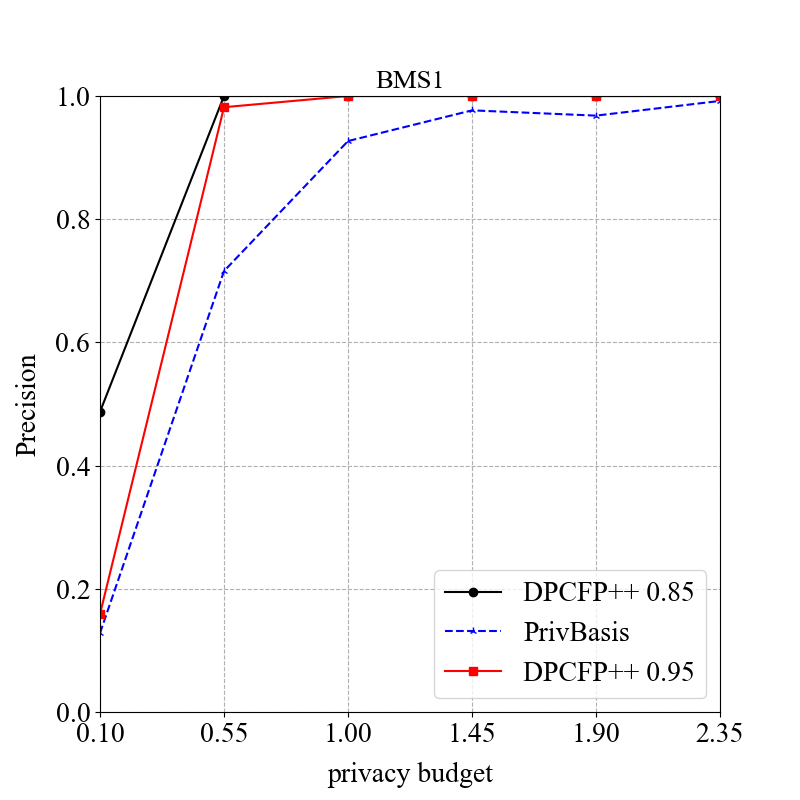 BMS1
1.0
0.8
0.6
0.4
0.2
0.0
Precision
0.10 0.55 1.00 1.45 1.90 2.35
privacy budget
DPCFP++ 0.85
PrivBasis
DPCFP++ 0.95